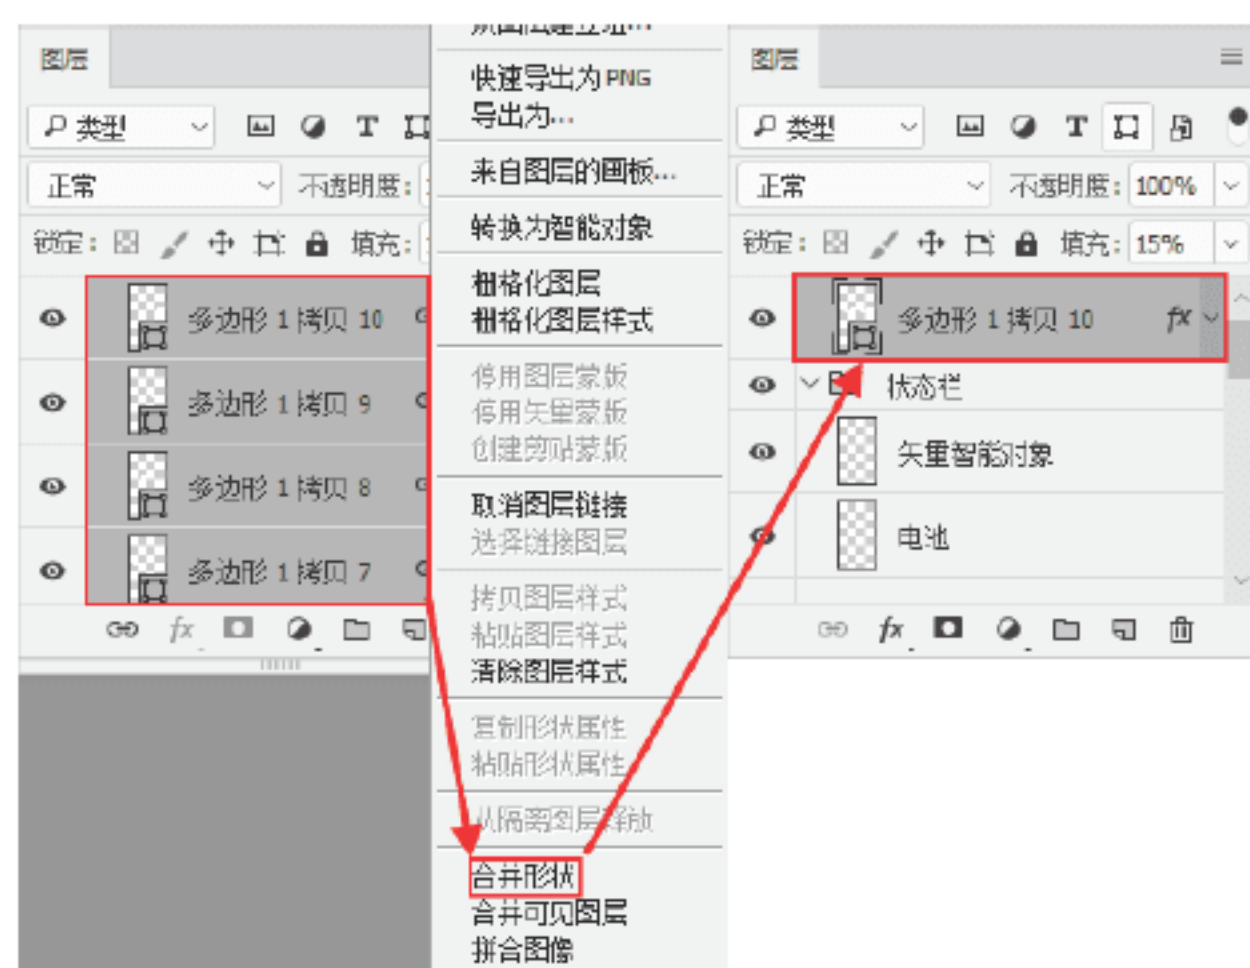 图层
类型
正常
不透明度:
锁定:
填充:
多边形 1 拷贝 10
多边形 1 拷贝 9
多边形 1 拷贝 8
多边形 1 拷贝 7
fx
快速导出为 PNG
导出为...
来自图层的画板...
转换为智能对象
栅格化图层
栅格化图层样式
停用图层蒙版
停用矢量蒙版
创建剪贴蒙版
取消图层链接
选择链接图层
拷贝图层样式
粘贴图层样式
清除图层样式
复制形状属性
粘贴形状属性
从隔离图层释放
合并形状
合并可见图层
拼合图像
图层
类型
正常
不透明度: 100%
锁定:
填充: 15%
多边形 1 拷贝 10 fx
状态栏
矢量智能对象
电池
fx